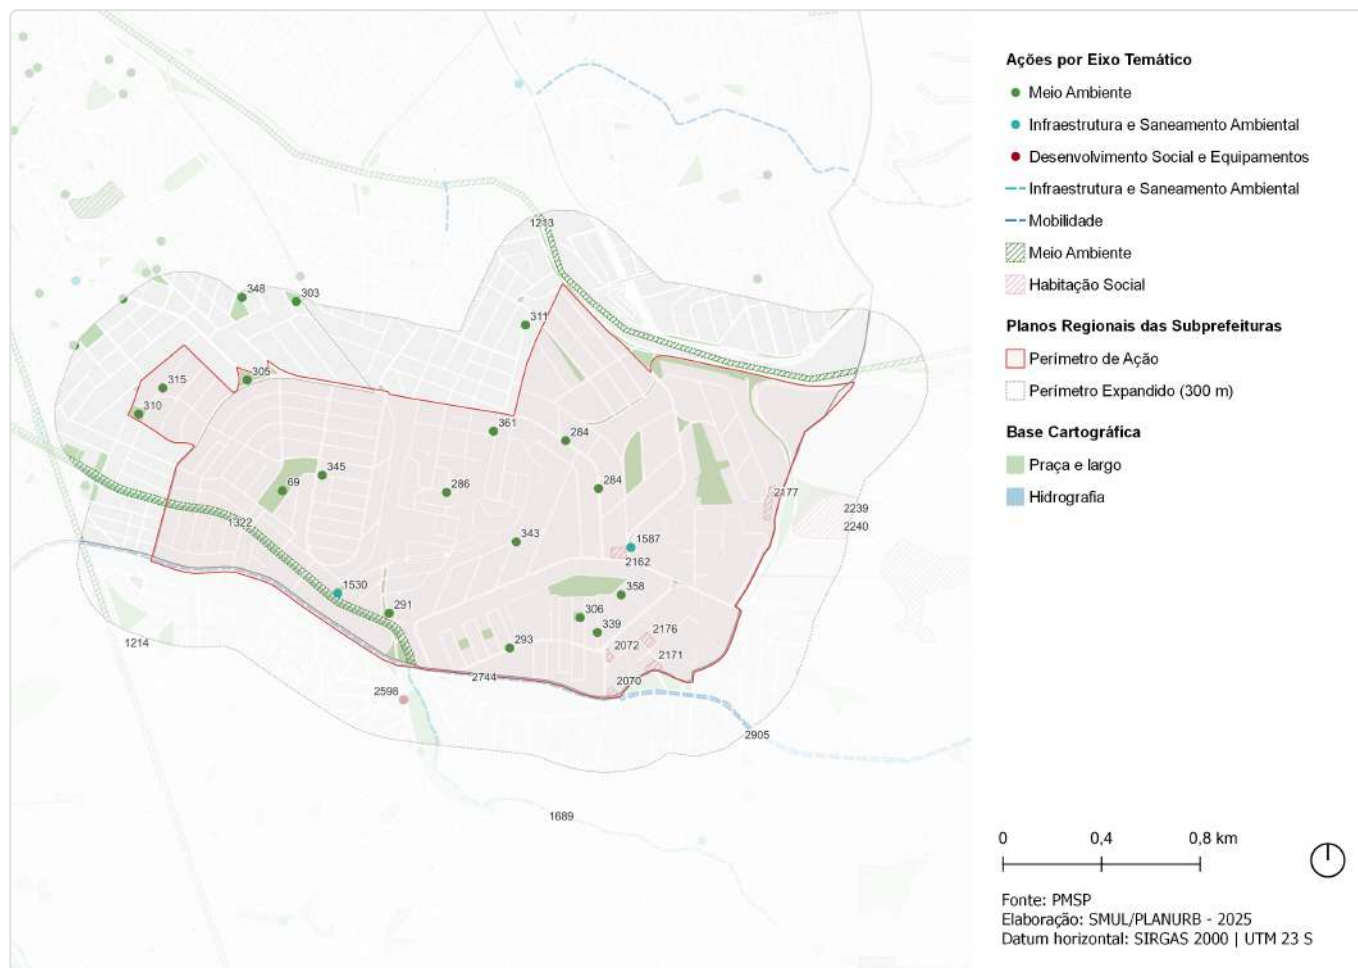 1213
348
303
311
305
315
310
361
284
345
69
286
284
2177
2239
2240
1322
343
1587
2162
1530
291
358
306
339
2176
2072
2171
1214
293
2744
2070
2598
2905
1689
Ações por Eixo Temático
Meio Ambiente
Infraestrutura e Saneamento Ambiental
Desenvolvimento Social e Equipamentos
Infraestrutura e Saneamento Ambiental
Mobilidade
Meio Ambiente
Habitação Social
Planos Regionais das Subprefeituras
Perímetro de Ação
Perímetro Expandido (300 m)
Base Cartográfica
Praça e largo
Hidrografia
0 0,4 0,8 km
Fonte: PMSP
Elaboração: SMUL/PLANURB - 2025
Datum horizontal: SIRGAS 2000 | UTM 23 S